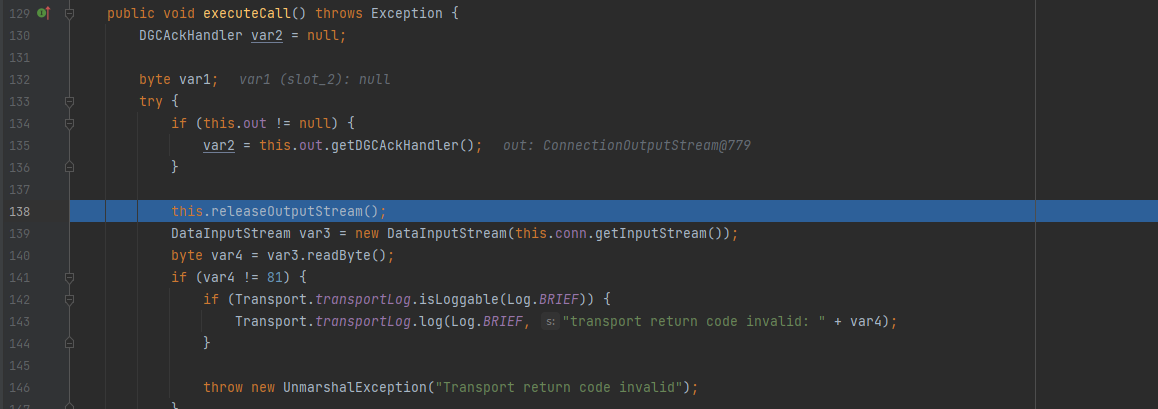 129 public void executeCall() throws Exception {
130 DGCAckHandler var2 = null;
131
132 byte var1; var1 (slot_2): null
133 try {
134 if (this.out != null) {
135 var2 = this.out.getDGCAckHandler(); out: ConnectionOutputStream@779
136 }
137
138 this.releaseOutputStream();
139 DataInputStream var3 = new DataInputStream(this.conn.getInputStream());
140 byte var4 = var3.readByte();
141 if (var4 != 81) {
142 if (Transport.transportLog.isLoggable(Log.BRIEF)) {
143 Transport.transportLog.log(Log.BRIEF, s: "transport return code invalid: " + var4);
144 }
145
146 throw new UnmarshalException("Transport return code invalid");
147 }